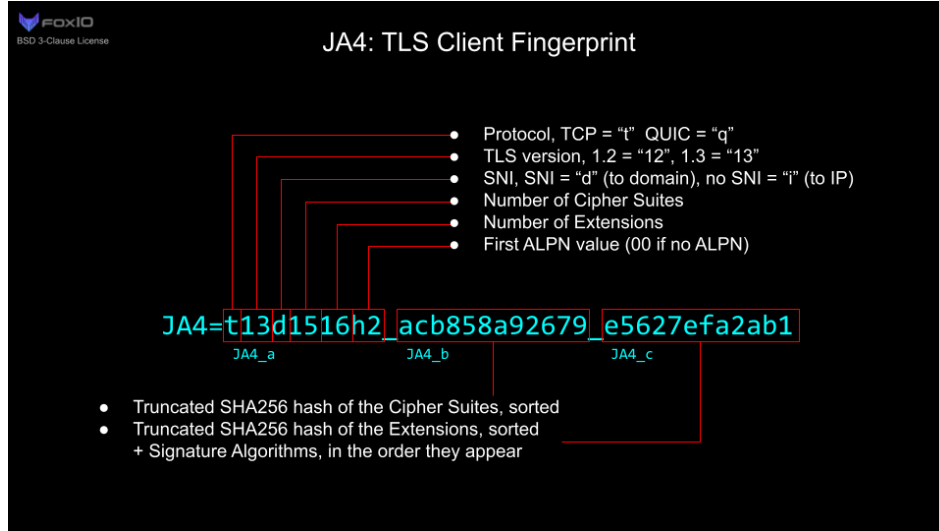 FOXIO
BSD 3-Clause License
JA4: TLS Client Fingerprint
● Protocol, TCP = “t” QUIC = “q”
● TLS version, 1.2 = “12”, 1.3 = “13”
● SNI, SNI = “d” (to domain), no SNI = “i” (to IP)
● Number of Cipher Suites
● Number of Extensions
● First ALPN value (00 if no ALPN)
JA4=t13d1516h2_acb858a92679_e5627efa2ab1
JA4_a JA4_b JA4_c
● Truncated SHA256 hash of the Cipher Suites, sorted
● Truncated SHA256 hash of the Extensions, sorted
+ Signature Algorithms, in the order they appear